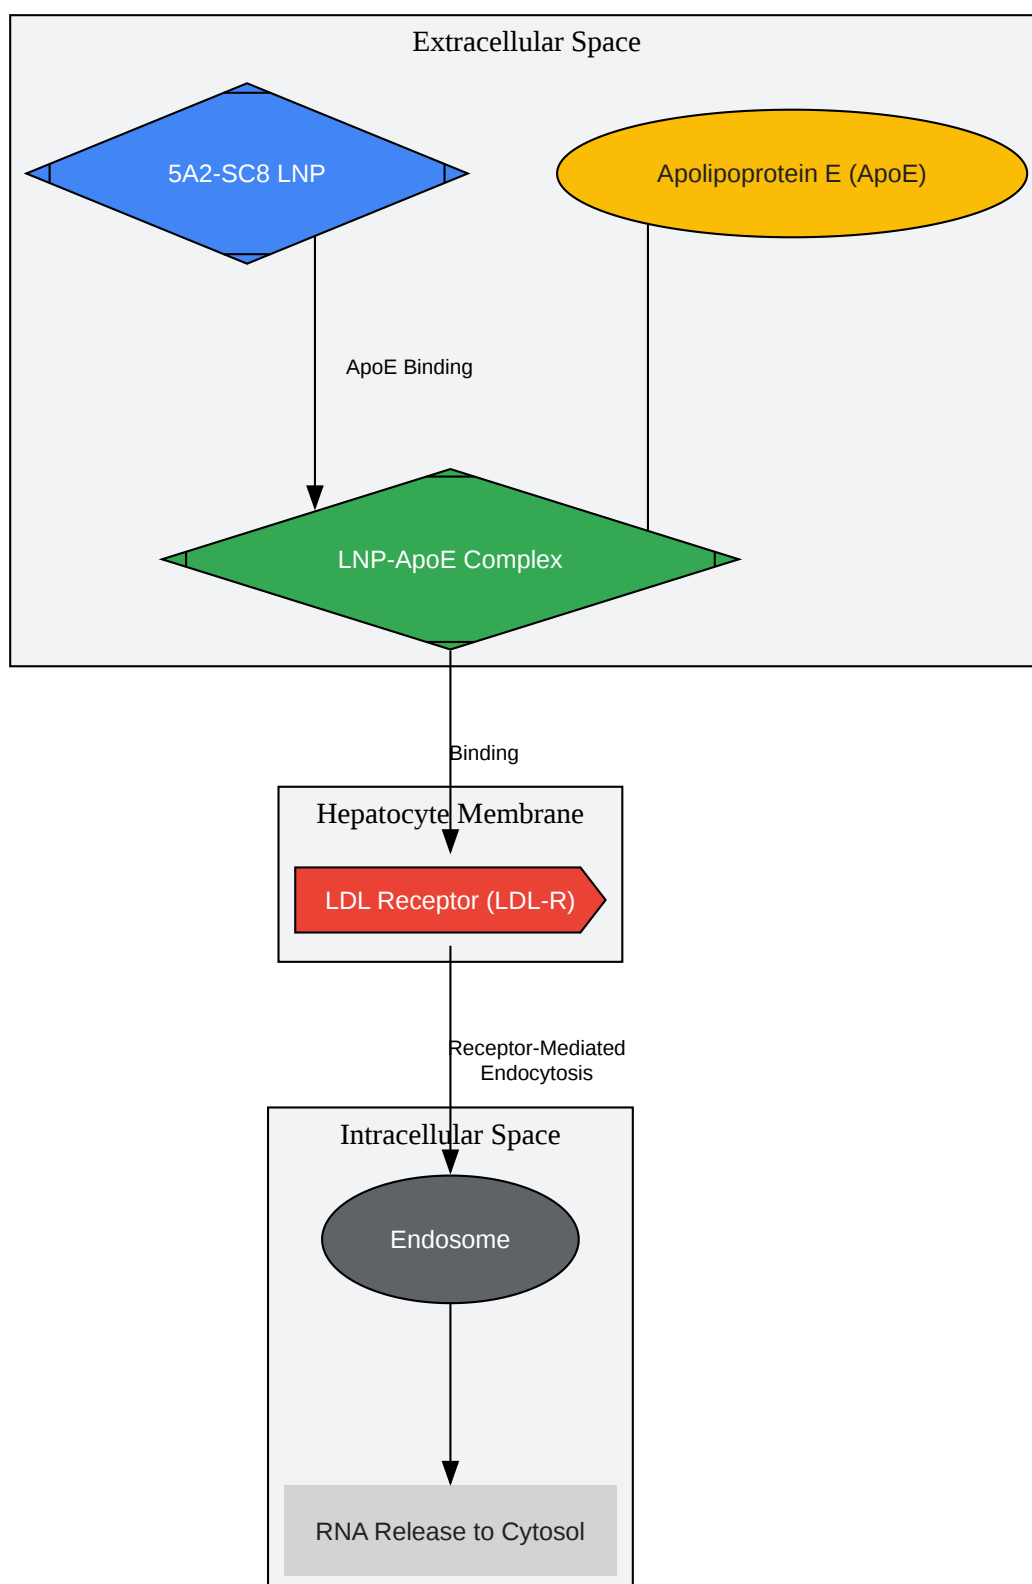 Extracellular Space
5A2-SC8 LNP
Apolipoprotein E (ApoE)
ApoE Binding
LNP-ApoE Complex
Binding
Hepatocyte Membrane
LDL Receptor (LDL-R)
Receptor-Mediated
Endocytosis
Intracellular Space
Endosome
RNA Release to Cytosol